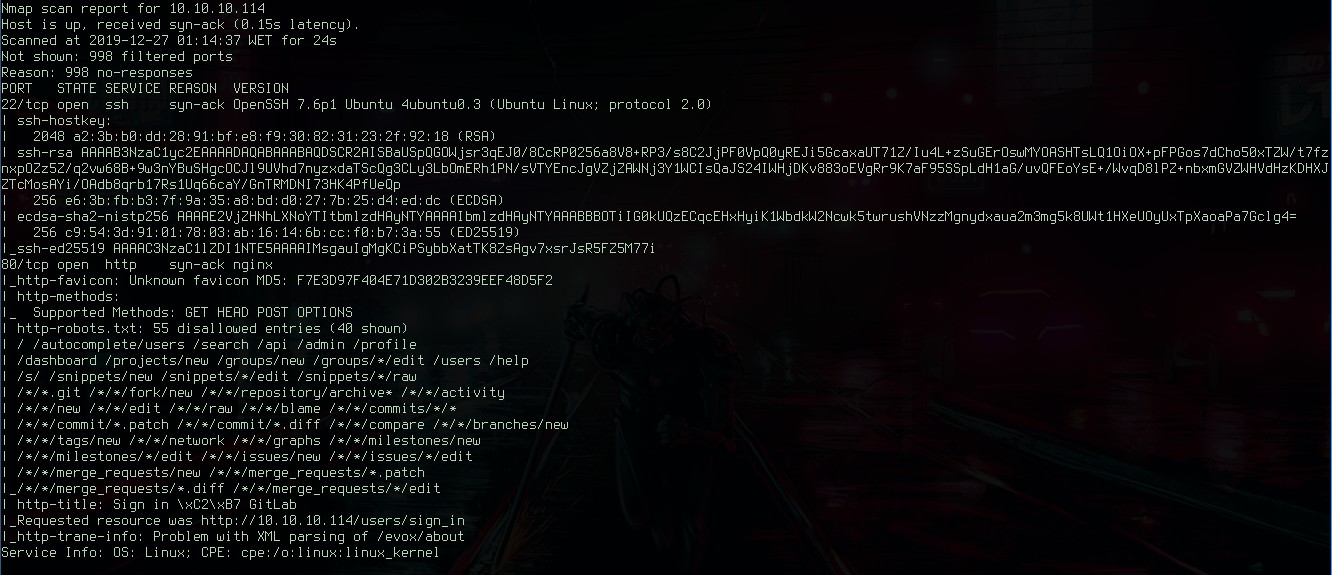 Nmap scan report for 10.10.10.114
Host is up, received syn-ack (0.15s latency).
Scanned at 2019-12-27 01:14:37 WET for 24s
Not shown: 998 filtered ports
Reason: 998 no-responses
PORT   STATE SERVICE REASON  VERSION
22/tcp open  ssh     syn-ack OpenSSH 7.6p1 Ubuntu 4ubuntu0.3 (Ubuntu Linux; protocol 2.0)
| ssh-hostkey:
|   2048 a2:3b:b0:dd:28:91:bf:e8:f9:30:82:31:23:2f:92:18 (RSA)
| ssh-rsa AAAAB3NzaC1yc2EAAAADAQABAAABAQDSCR2AISBaUSpQGOWjsr3qEJ0/8CcRP0256a8V8+RP3/s8C2JjPF0VpQ0yREJi5GcaxaUT71Z/Iu4L+zSuGErOswMYOASHTsLQ1OiOX+pFPGos7dCho50xTZW/t7fz
nxpOZz5Z/q2vw68B+9w3nYBuSHgcOCJl9UVhd7nyzxdaTScQg3CLy3LbOmERh1PN/sVTYEncJgVZjZAWNj3Y1WCIsQaJS24IWHjDKv883oEVgRr9K7aF95SSpLdH1aG/uvQFEoYsE+/WvqD8lPZ+nbxmGVZWHVdHzKDHXJ
ZTcMosAYi/OAdb8qrb17Rs1Uq66caY/GnTRMDNI73HK4PfUeQp
|   256 e6:3b:fb:b3:7f:9a:35:a8:bd:d0:27:7b:25:d4:ed:dc (ECDSA)
| ecdsa-sha2-nistp256 AAAAE2VjZHNhLXNoYTItbmlzdHAyNTYAAAAIbmlzdHAyNTYAAABBBOTiIG0kUQzECqcEHxHyiK1WbdkW2Ncwk5twrushVNzzMgnydxaua2m3mg5k8UWt1HXeUOyUxTpXaoaPa7Gclg4=
|   256 c9:54:3d:91:01:78:03:ab:16:14:6b:cc:f0:b7:3a:55 (ED25519)
|_ssh-ed25519 AAAAC3NzaC1lZDI1NTE5AAAAIMsgauIgMgKCiPSybbXatTK8ZsAgv7xsrJsR5FZ5M77i
80/tcp open  http    syn-ack nginx
|_http-favicon: Unknown favicon MD5: F7E3D97F404E71D302B3239EEF48D5F2
| http-methods:
|_  Supported Methods: GET HEAD POST OPTIONS
| http-robots.txt: 55 disallowed entries (40 shown)
| / /autocomplete/users /search /api /admin /profile
| /dashboard /projects/new /groups/new /groups/*/edit /users /help
| /s/ /snippets/new /snippets/*/edit /snippets/*/raw
| /*/*.git /*/*/fork/new /*/*/repository/archive* /*/*/activity
| /*/*/new /*/*/edit /*/*/raw /*/*/blame /*/*/commits/*/*
| /*/*/commit/*.patch /*/*/commit/*.diff /*/*/compare /*/*/branches/new
| /*/*/tags/new /*/*/network /*/*/graphs /*/*/milestones/new
| /*/*/milestones/*/edit /*/*/issues/new /*/*/issues/*/edit
| /*/*/merge_requests/new /*/*/merge_requests/*.patch
|_/*/*/merge_requests/*.diff /*/*/merge_requests/*/edit
| http-title: Sign in \xC2\xB7 GitLab
|_Requested resource was http://10.10.10.114/users/sign_in
|_http-trane-info: Problem with XML parsing of /evox/about
Service Info: OS: Linux; CPE: cpe:/o:linux:linux_kernel